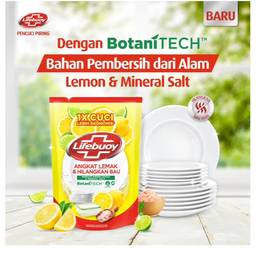 Lifebuoy
PENCUCI PIRING
BARU
Dengan BotaniTECH™
Bahan Pembersih dari Alam
Lemon & Mineral Salt
1X CUCI
Lifebuoy
ANGKAT LEMAK
& HILANGKAN BAU
BotaniTECH